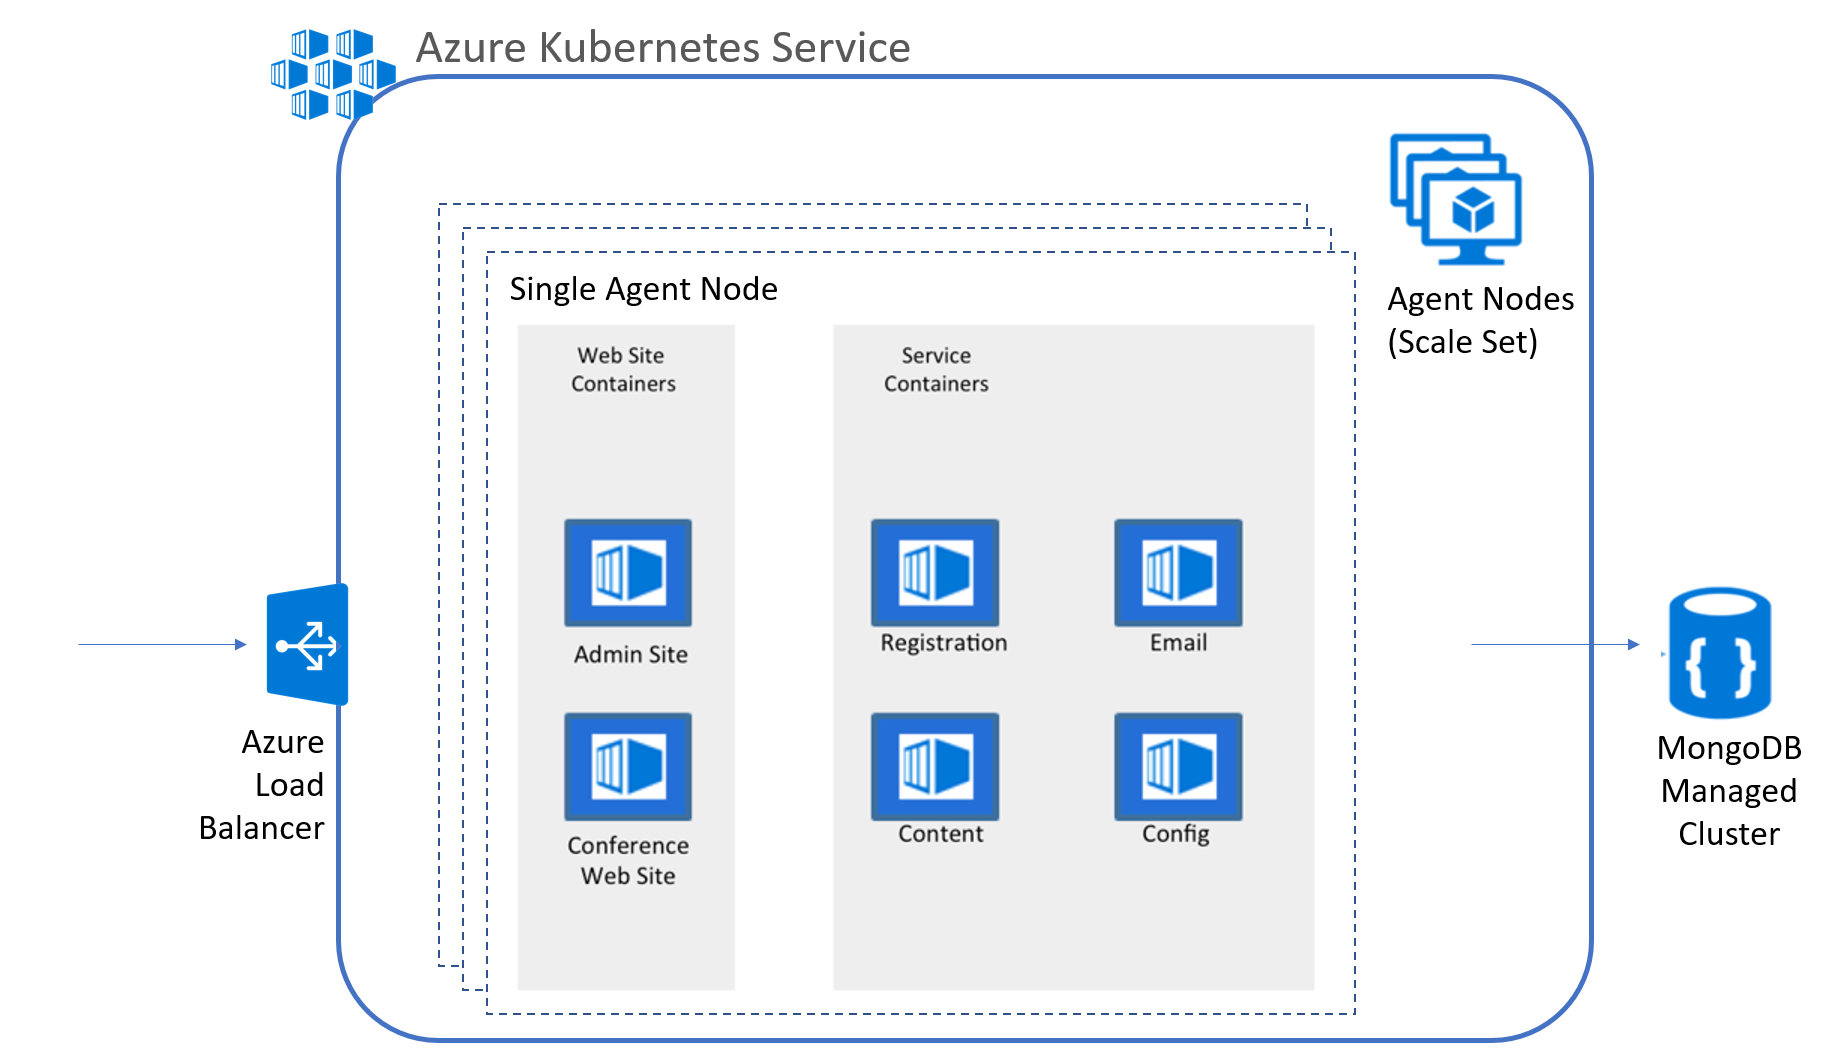 Azure Kubernetes Service
Agent Nodes
(Scale Set)
Single Agent Node
Web Site
Containers
Service
Containers
Admin Site
Registration
Email
Conference
Web Site
Content
Config
Azure
Load
Balancer
MongoDB
Managed
Cluster